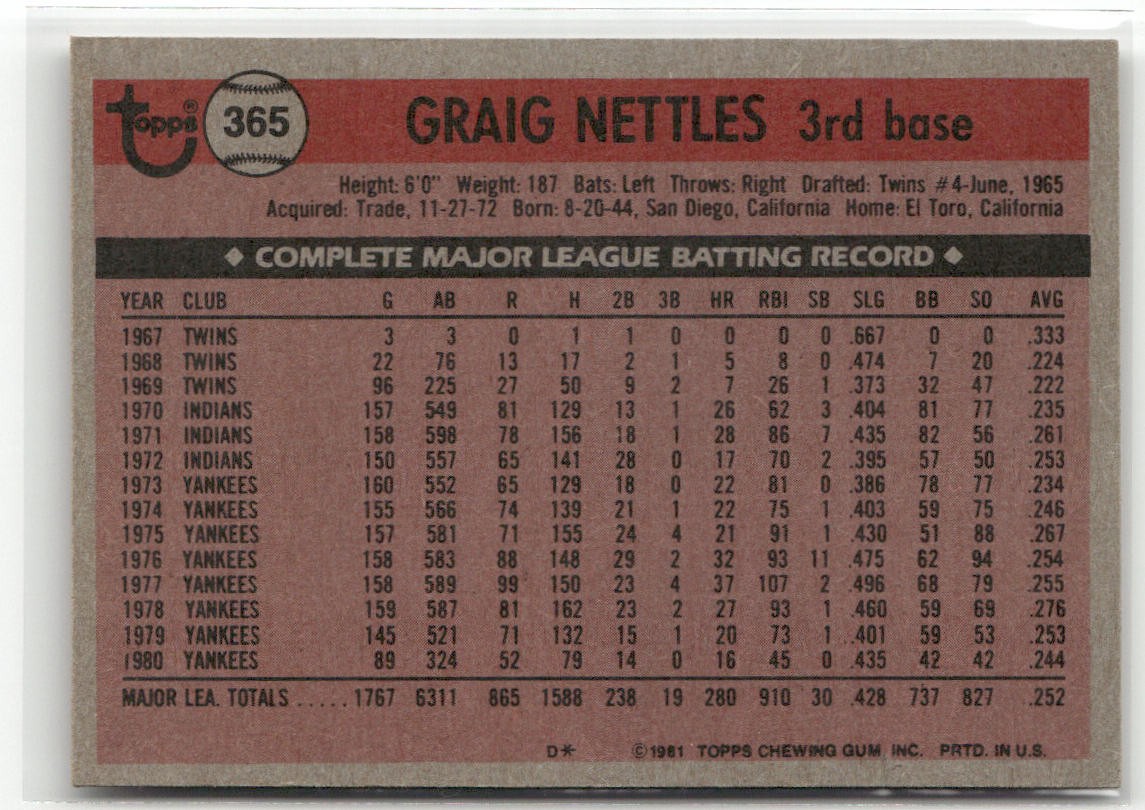 topps® 365 GRAIG NETTLES 3rd base
Height: 6'0" Weight: 187 Bats: Left Throws: Right Drafted: Twins #4-June, 1965
Acquired: Trade, 11-27-72 Born: 8-20-44, San Diego, California Home: El Toro, California
◆ COMPLETE MAJOR LEAGUE BATTING RECORD ◆
YEAR CLUB G AB R H 2B 3B HR RBI SB SLG BB SO AVG
1967 TWINS 3 3 0 1 1 0 0 0 0 .667 0 0 .333
1968 TWINS 22 76 13 17 2 1 5 8 0 .474 7 20 .224
1969 TWINS 96 225 27 50 9 2 7 26 1 .373 32 47 .222
1970 INDIANS 157 549 81 129 13 1 26 62 3 .404 81 77 .235
1971 INDIANS 158 598 78 156 18 1 28 86 7 .435 82 56 .261
1972 INDIANS 150 557 65 141 28 0 17 70 2 .395 57 50 .253
1973 YANKEES 160 552 65 129 18 0 22 81 0 .386 78 77 .234
1974 YANKEES 155 566 74 139 21 1 22 75 1 .403 59 75 .246
1975 YANKEES 157 581 71 155 24 4 21 91 1 .430 51 88 .267
1976 YANKEES 158 583 88 148 29 2 32 93 11 .475 62 94 .254
1977 YANKEES 158 589 99 150 23 4 37 107 2 .496 68 79 .255
1978 YANKEES 159 587 81 162 23 2 27 93 1 .460 59 69 .276
1979 YANKEES 145 521 71 132 15 1 20 73 1 .401 59 53 .253
1980 YANKEES 89 324 52 79 14 0 16 45 0 .435 42 42 .244
MAJOR LEA. TOTALS ..... 1767 6311 865 1588 238 19 280 910 30 .428 737 827 .252
D* ©1981 TOPPS CHEWING GUM, INC. PRTD. IN U.S.